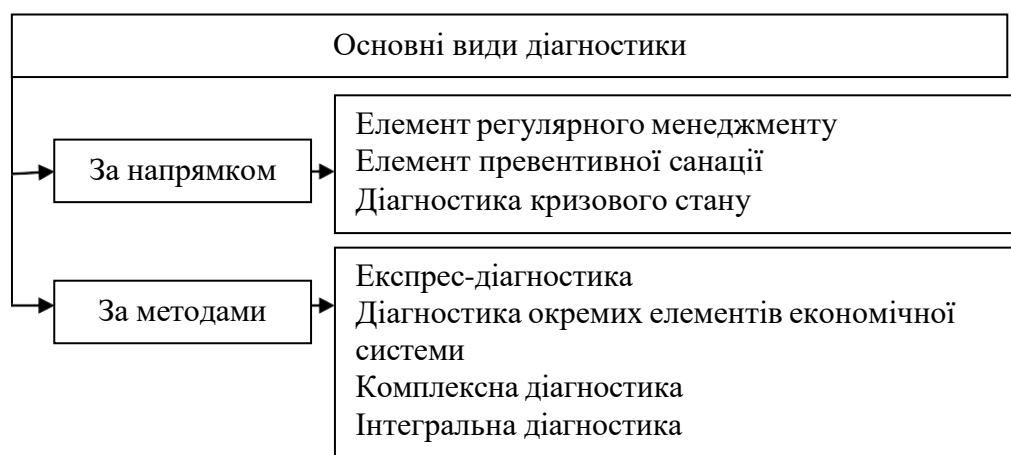 Основні види діагностики
За напрямком
Елемент регулярного менеджменту
Елемент превентивної санації
Діагностика кризового стану
За методами
Експрес-діагностика
Діагностика окремих елементів економічної
системи
Комплексна діагностика
Інтегральна діагностика